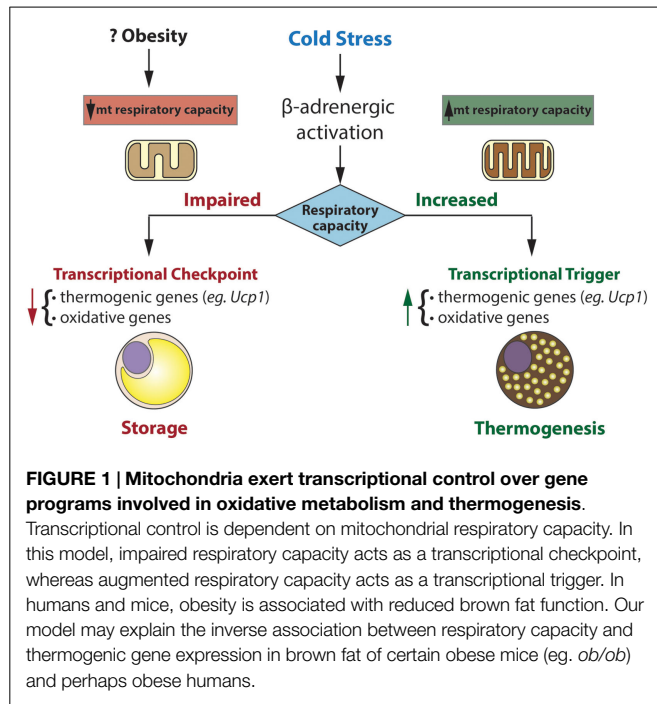 ? Obesity
Cold Stress
mt respiratory capacity
β-adrenergic
activation
mt respiratory capacity
Impaired
Respiratory
capacity
Increased
Transcriptional Checkpoint
• thermogenic genes (eg. Ucp1)
• oxidative genes
Storage
Transcriptional Trigger
• thermogenic genes (eg. Ucp1)
• oxidative genes
Thermogenesis
FIGURE 1 | Mitochondria exert transcriptional control over gene
programs involved in oxidative metabolism and thermogenesis.
Transcriptional control is dependent on mitochondrial respiratory capacity. In
this model, impaired respiratory capacity acts as a transcriptional checkpoint,
whereas augmented respiratory capacity acts as a transcriptional trigger. In
humans and mice, obesity is associated with reduced brown fat function. Our
model may explain the inverse association between respiratory capacity and
thermogenic gene expression in brown fat of certain obese mice (eg. ob/ob)
and perhaps obese humans.